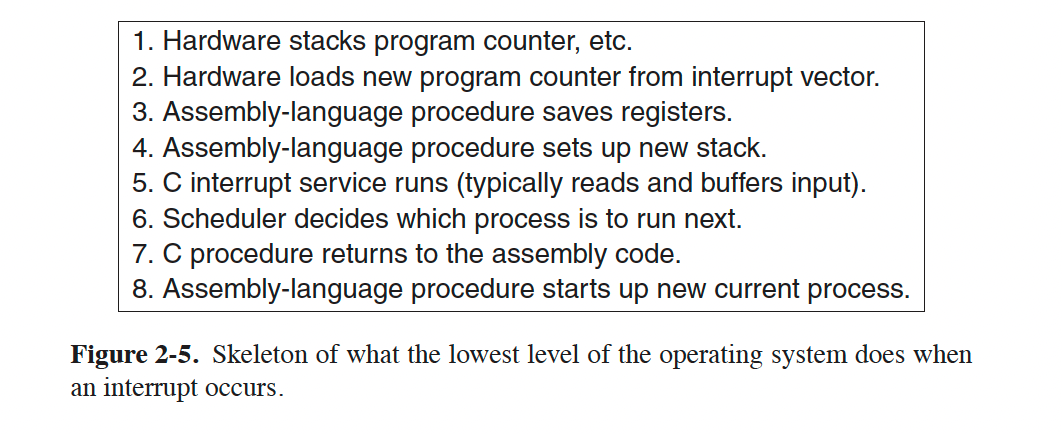 1. Hardware stacks program counter, etc.
2. Hardware loads new program counter from interrupt vector.
3. Assembly-language procedure saves registers.
4. Assembly-language procedure sets up new stack.
5. C interrupt service runs (typically reads and buffers input).
6. Scheduler decides which process is to run next.
7. C procedure returns to the assembly code.
8. Assembly-language procedure starts up new current process.
Figure 2-5. Skeleton of what the lowest level of the operating system does when
an interrupt occurs.